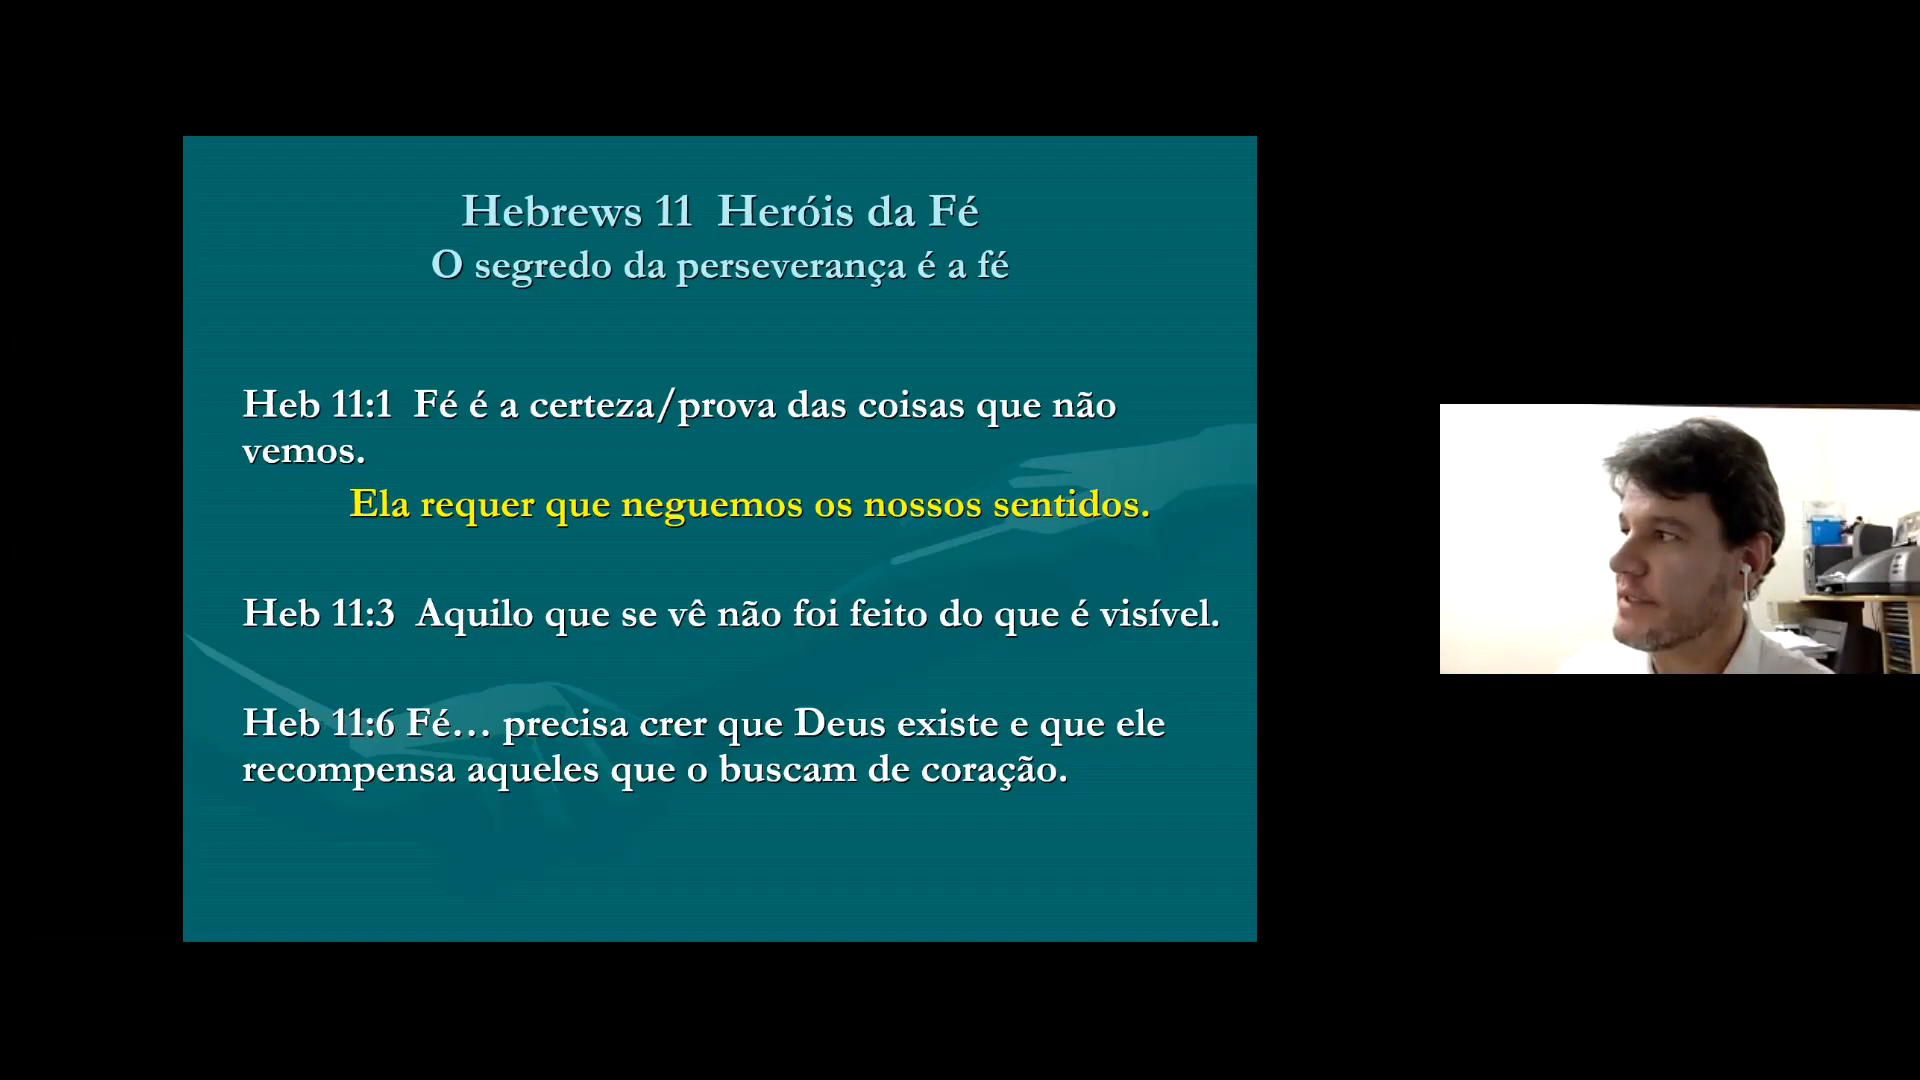 Hebrews 11  Heróis da Fé
O segredo da perseverança é a fé
Heb 11:1  Fé é a certeza/prova das coisas que não
vemos.
Ela requer que neguemos os nossos sentidos.
Heb 11:3  Aquilo que se vê não foi feito do que é visível.
Heb 11:6 Fé… precisa crer que Deus existe e que ele
recompensa aqueles que o buscam de coração.